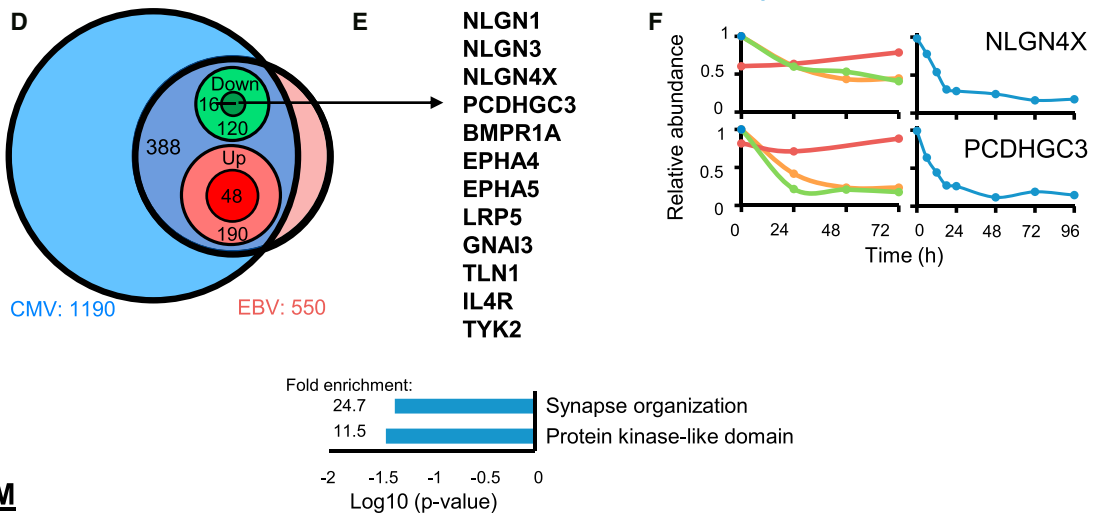 D
Down
16
120
388
Up
48
190
CMV: 1190
EBV: 550
E
NLGN1
NLGN3
NLGN4X
PCDHGC3
BMPR1A
EPHA4
EPHA5
LRP5
GNAI3
TLN1
IL4R
TYK2
Fold enrichment:
24.7
Synapse organization
11.5
Protein kinase-like domain
-2 -1.5 -1 -0.5 0
Log10 (p-value)
F
Relative abundance
1
0.5
0
NLGN4X
1
0.5
0
PCDHGC3
0 24 48 72
0 24 48 72 96
Time (h)
M